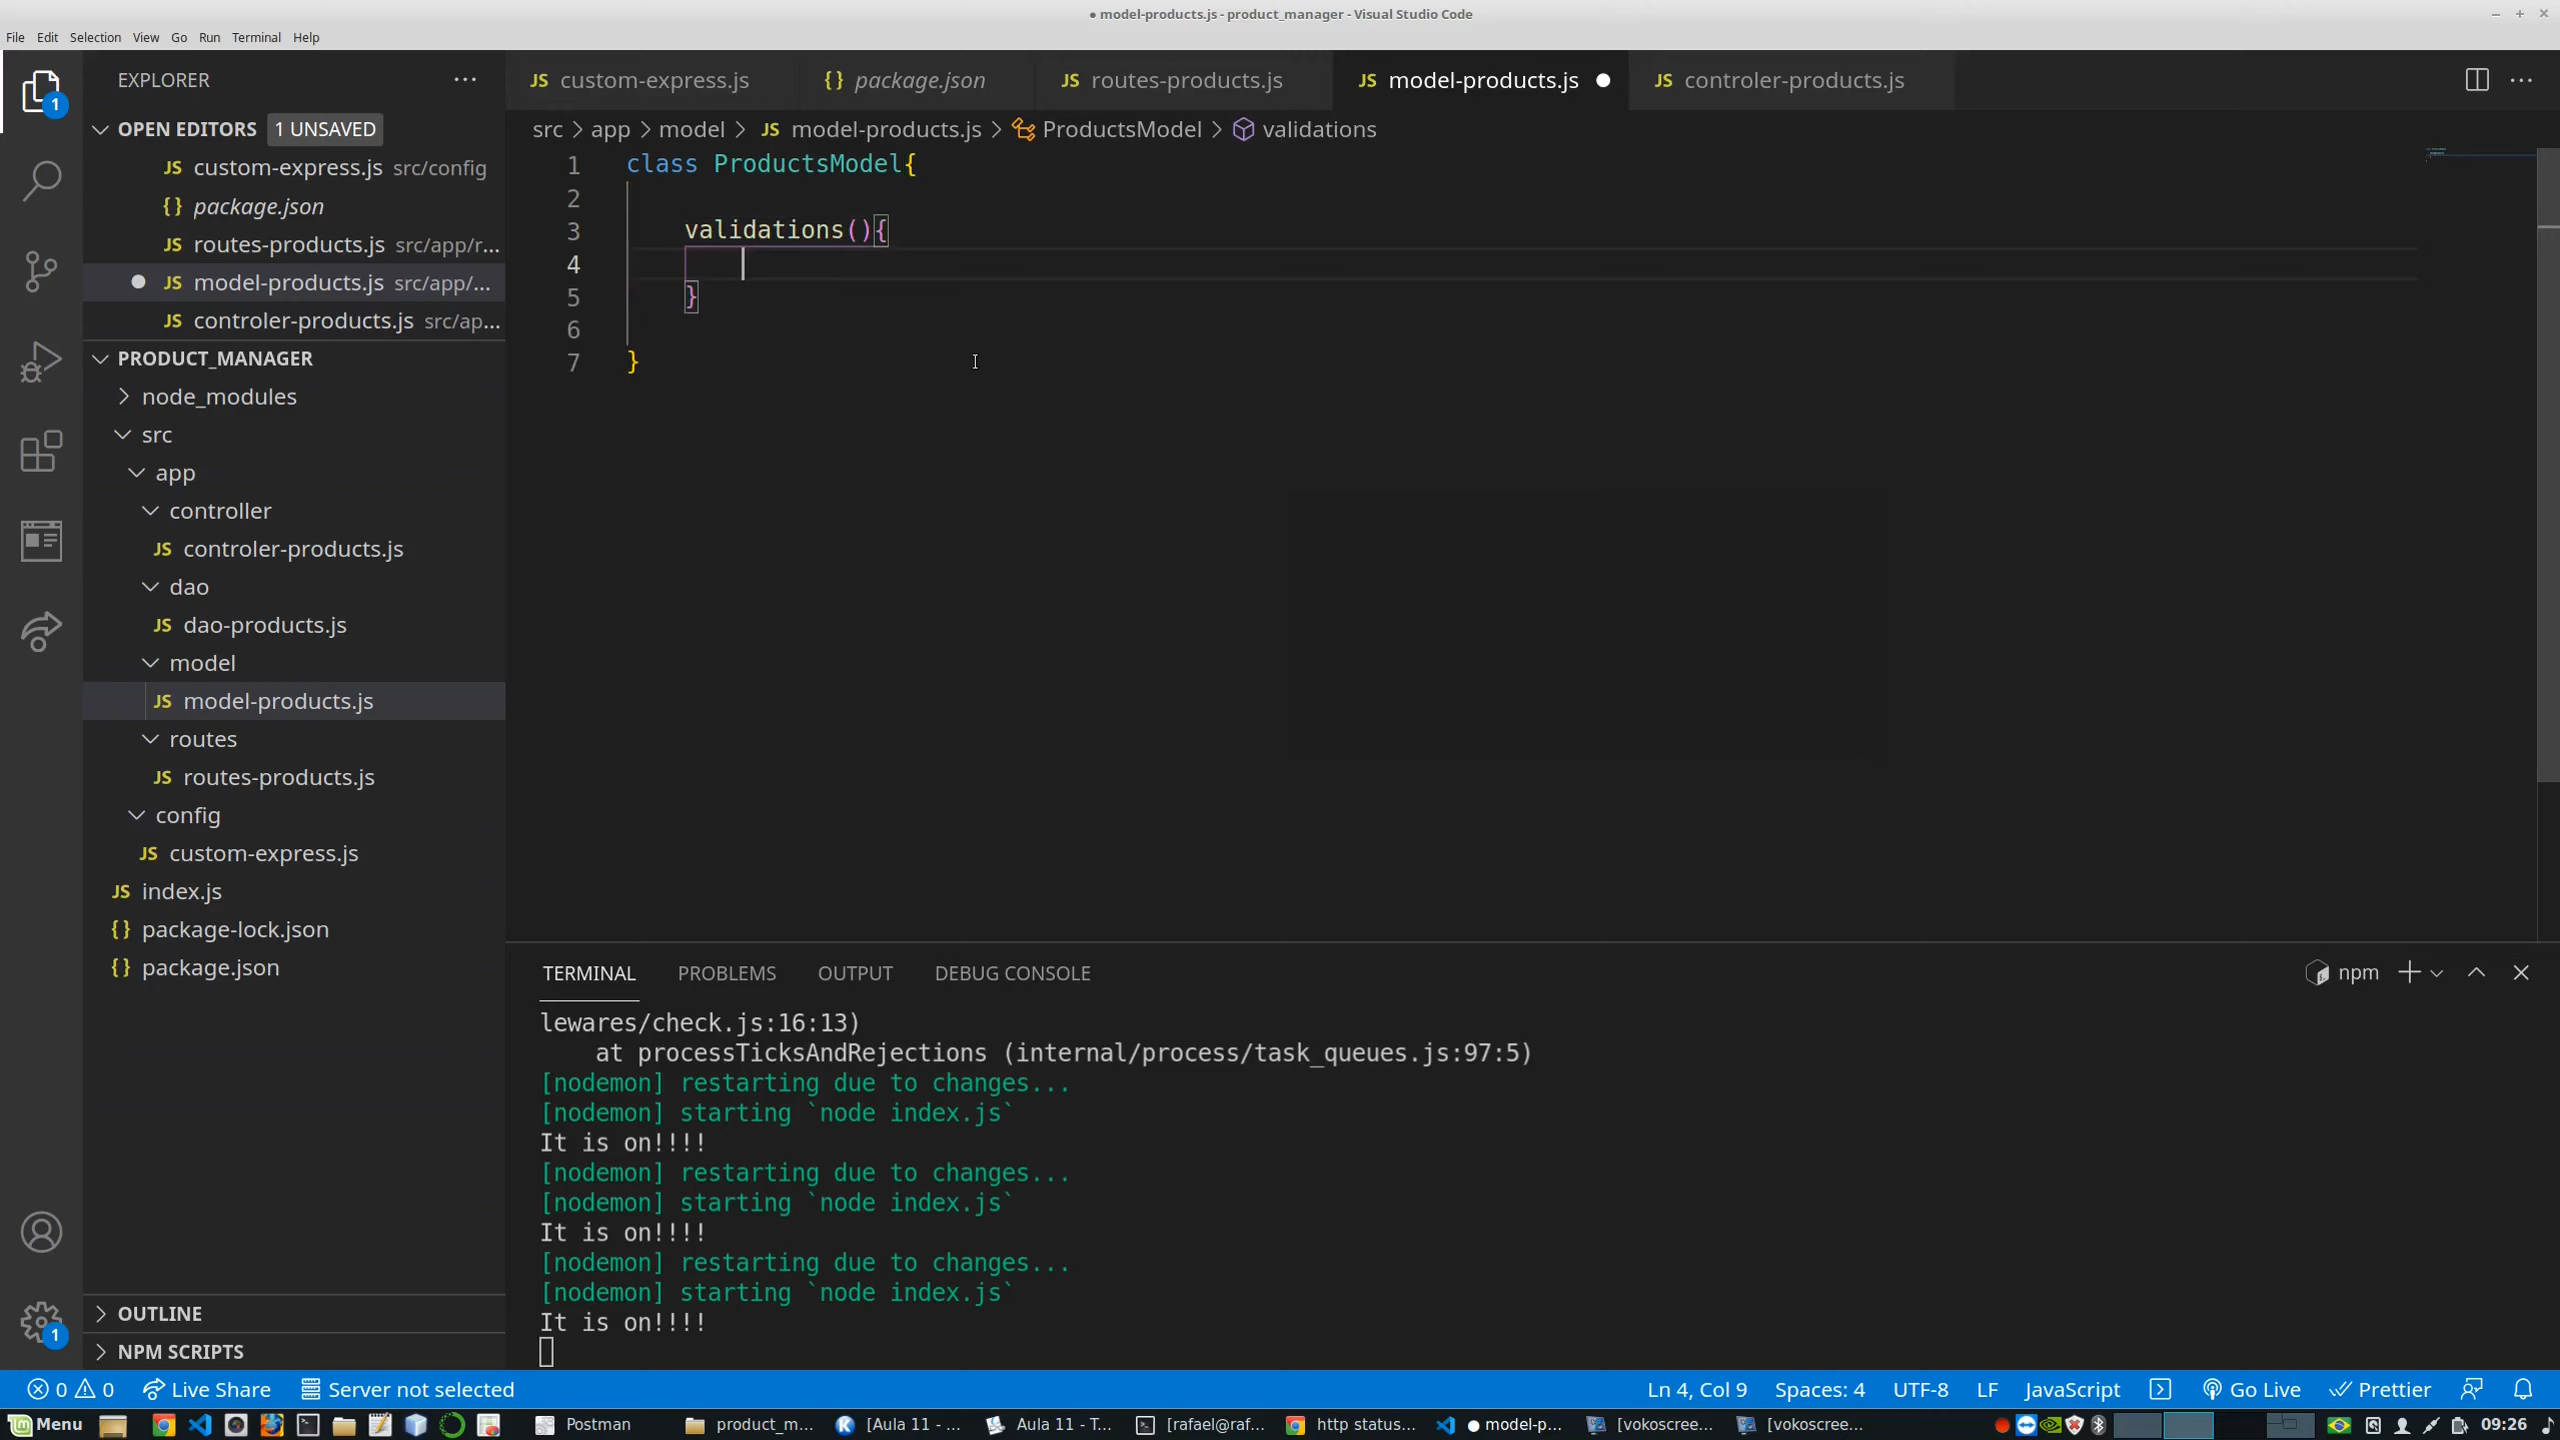 ● model-products.js - product_manager - Visual Studio Code
File Edit Selection View Go Run Terminal Help
EXPLORER
OPEN EDITORS 1 UNSAVED
JS custom-express.js src/config
{} package.json
JS routes-products.js src/app/r...
● JS model-products.js src/app/...
JS controler-products.js src/ap...
PRODUCT_MANAGER
node_modules
src
app
controller
JS controler-products.js
dao
JS dao-products.js
model
JS model-products.js
routes
JS routes-products.js
config
JS custom-express.js
JS index.js
{} package-lock.json
{} package.json
OUTLINE
NPM SCRIPTS
1
1
JS custom-express.js {} package.json JS routes-products.js JS model-products.js ● JS controler-products.js
src > app > model > JS model-products.js > ProductsModel > validations
1 class ProductsModel{
2
3 validations(){
4
5 }
6
7 }
TERMINAL PROBLEMS OUTPUT DEBUG CONSOLE npm
lewares/check.js:16:13)
at processTicksAndRejections (internal/process/task_queues.js:97:5)
[nodemon] restarting due to changes...
[nodemon] starting `node index.js`
It is on!!!!
[nodemon] restarting due to changes...
[nodemon] starting `node index.js`
It is on!!!!
[nodemon] restarting due to changes...
[nodemon] starting `node index.js`
It is on!!!!
0 0 Live Share Server not selected Ln 4, Col 9 Spaces: 4 UTF-8 LF JavaScript Go Live Prettier
Menu Postman product_m... [Aula 11 - ... Aula 11 - T... [rafael@raf... http status... ● model-p... [vokoscree... [vokoscree... 09:26